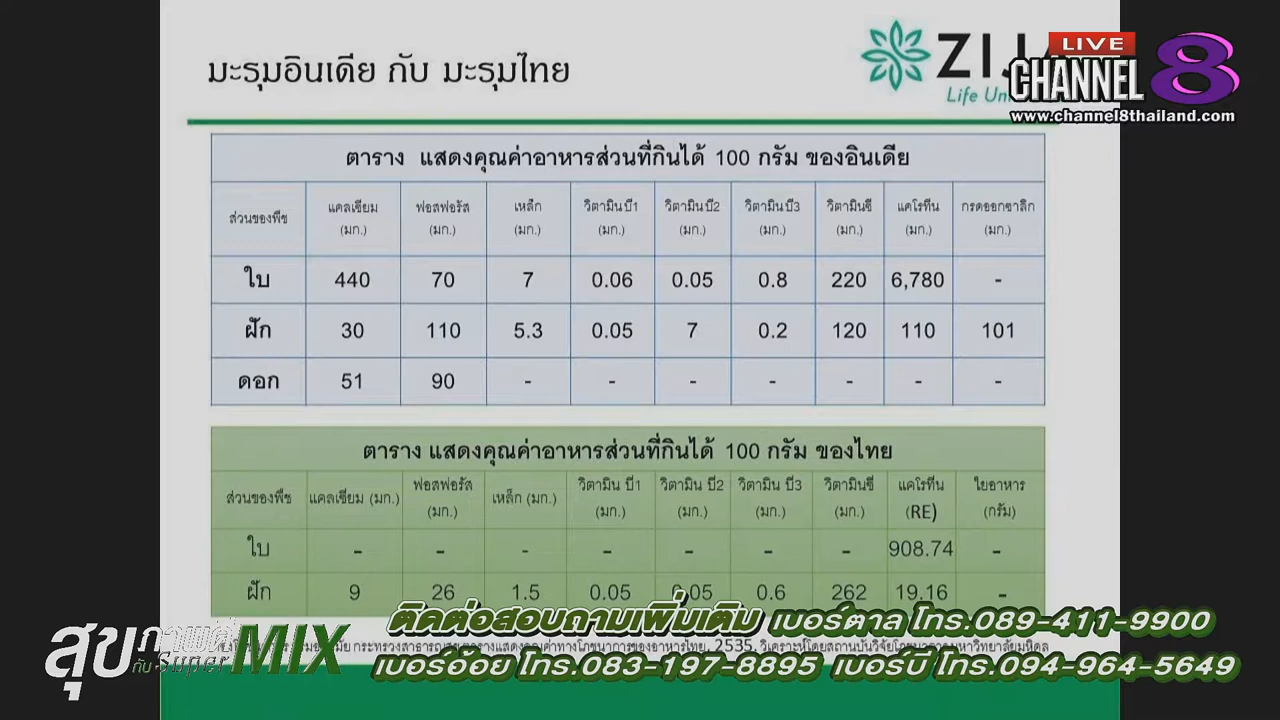 มะรุมอินเดีย กับ มะรุมไทย
LIVE
CHANNEL 8
www.channel8thailand.com
ตาราง แสดงคุณค่าอาหารส่วนที่กินได้ 100 กรัม ของอินเดีย
ส่วนของพืช แคลเซียม (มก.) ฟอสฟอรัส (มก.) เหล็ก (มก.) วิตามินบี1 (มก.) วิตามินบี2 (มก.) วิตามินบี3 (มก.) วิตามินซี (มก.) แคโรทีน (มก.) กรดออกซาลิก (มก.)
ใบ 440 70 7 0.06 0.05 0.8 220 6,780 -
ฝัก 30 110 5.3 0.05 7 0.2 120 110 101
ดอก 51 90 - - - - - - -
ตาราง แสดงคุณค่าอาหารส่วนที่กินได้ 100 กรัม ของไทย
ส่วนของพืช แคลเซียม (มก.) ฟอสฟอรัส (มก.) เหล็ก (มก.) วิตามิน บี1 (มก.) วิตามิน บี2 (มก.) วิตามิน บี3 (มก.) วิตามินซี (มก.) แคโรทีน (RE) ใยอาหาร (กรัม)
ใบ - - - - - - - 908.74 -
ฝัก 9 26 1.5 0.05 0.05 0.6 262 19.16 -
ติดต่อสอบถามเพิ่มเติม เบอร์ตาล โทร.089-411-9900
เบอร์อ้อย โทร.083-197-8895 เบอร์บี โทร.094-964-5649
สุขภาพดี กับ Super MIX